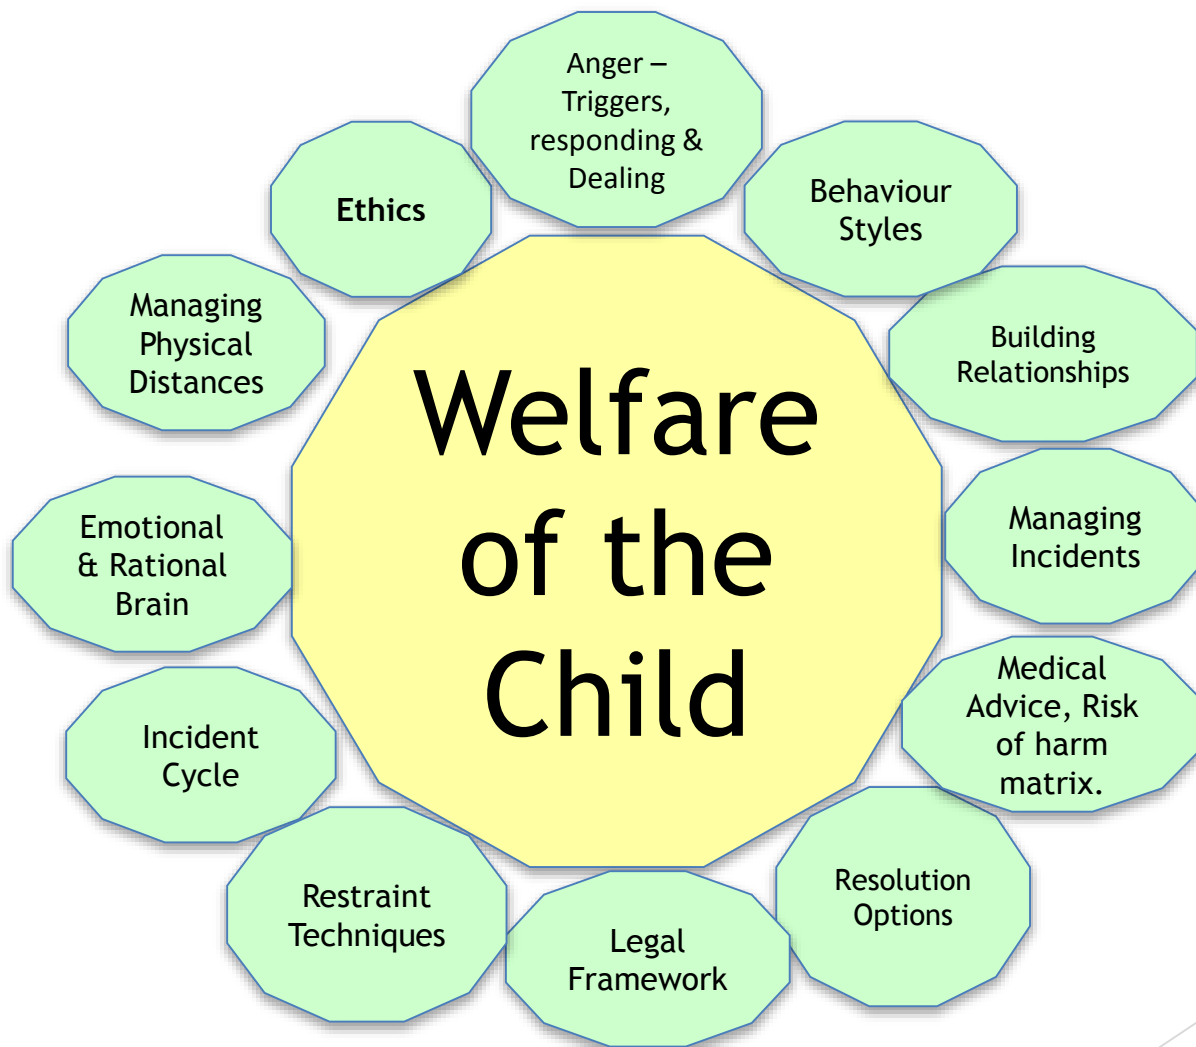 Anger –
Triggers,
responding &
Dealing
Behaviour
Styles
Building
Relationships
Managing
Incidents
Medical
Advice, Risk
of harm
matrix.
Resolution
Options
Legal
Framework
Restraint
Techniques
Incident
Cycle
Emotional
& Rational
Brain
Managing
Physical
Distances
Ethics
Welfare
of the
Child